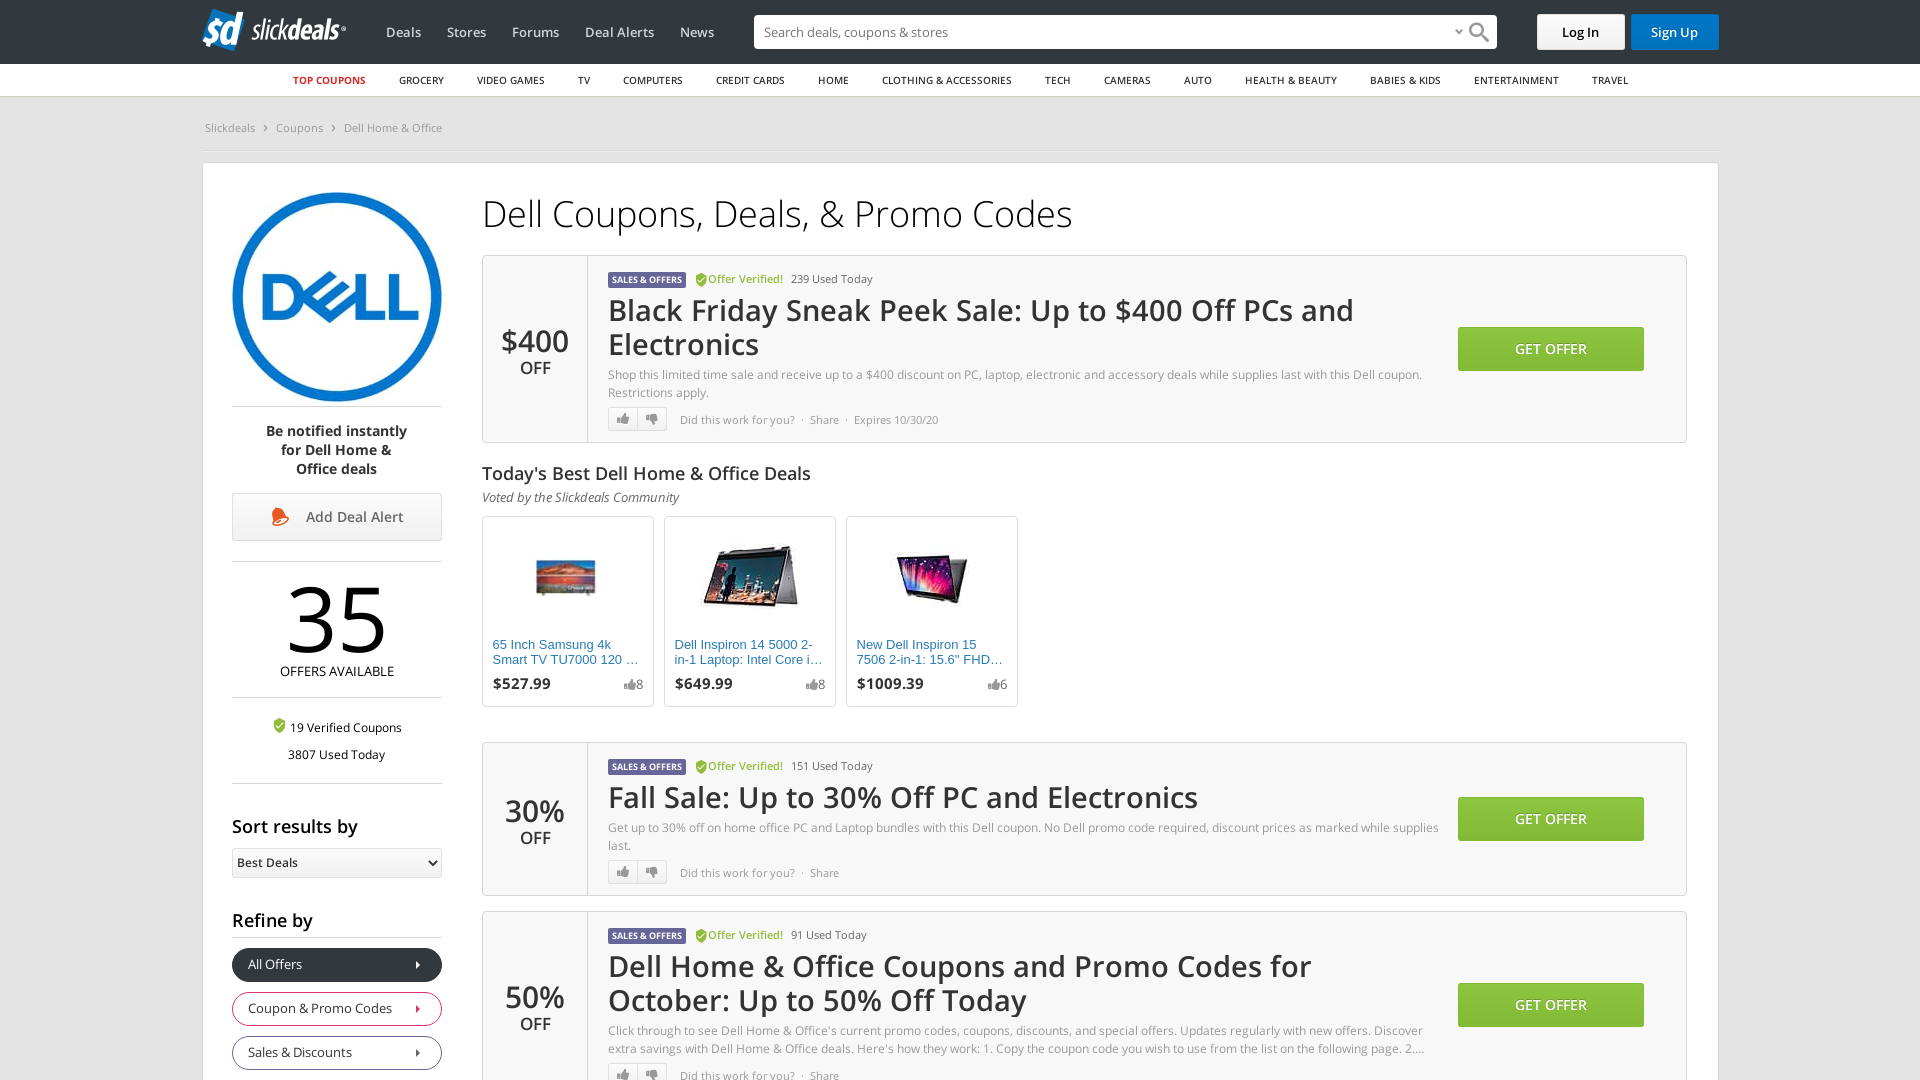 slickdeals
Deals
Stores
Forums
Deal Alerts
News
Search deals, coupons & stores
Log In
Sign Up
TOP COUPONS
GROCERY
VIDEO GAMES
TV
COMPUTERS
CREDIT CARDS
HOME
CLOTHING & ACCESSORIES
TECH
CAMERAS
AUTO
HEALTH & BEAUTY
BABIES & KIDS
ENTERTAINMENT
TRAVEL
Slickdeals > Coupons > Dell Home & Office
DELL
Be notified instantly
for Dell Home &
Office deals
Add Deal Alert
35
OFFERS AVAILABLE
19 Verified Coupons
3807 Used Today
Sort results by
Best Deals
Refine by
All Offers
Coupon & Promo Codes
Sales & Discounts
Dell Coupons, Deals, & Promo Codes
$400
OFF
SALES & OFFERS
Offer Verified!
239 Used Today
Black Friday Sneak Peek Sale: Up to $400 Off PCs and
Electronics
Shop this limited time sale and receive up to a $400 discount on PC, laptop, electronic and accessory deals while supplies last with this Dell coupon.
Restrictions apply.
Did this work for you? · Share · Expires 10/30/20
GET OFFER
Today's Best Dell Home & Office Deals
Voted by the Slickdeals Community
65 Inch Samsung 4k
Smart TV TU7000 120 …
$527.99
8
Dell Inspiron 14 5000 2-
in-1 Laptop: Intel Core i…
$649.99
8
New Dell Inspiron 15
7506 2-in-1: 15.6" FHD…
$1009.39
6
30%
OFF
SALES & OFFERS
Offer Verified!
151 Used Today
Fall Sale: Up to 30% Off PC and Electronics
Get up to 30% off on home office PC and Laptop bundles with this Dell coupon. No Dell promo code required, discount prices as marked while supplies
last.
Did this work for you? · Share
GET OFFER
50%
OFF
SALES & OFFERS
Offer Verified!
91 Used Today
Dell Home & Office Coupons and Promo Codes for
October: Up to 50% Off Today
Click through to see Dell Home & Office's current promo codes, coupons, discounts, and special offers. Updates regularly with new offers. Discover
extra savings with Dell Home & Office deals. Here's how they work: 1. Copy the coupon code you wish to use from the list on the following page. 2.…
Did this work for you? · Share
GET OFFER